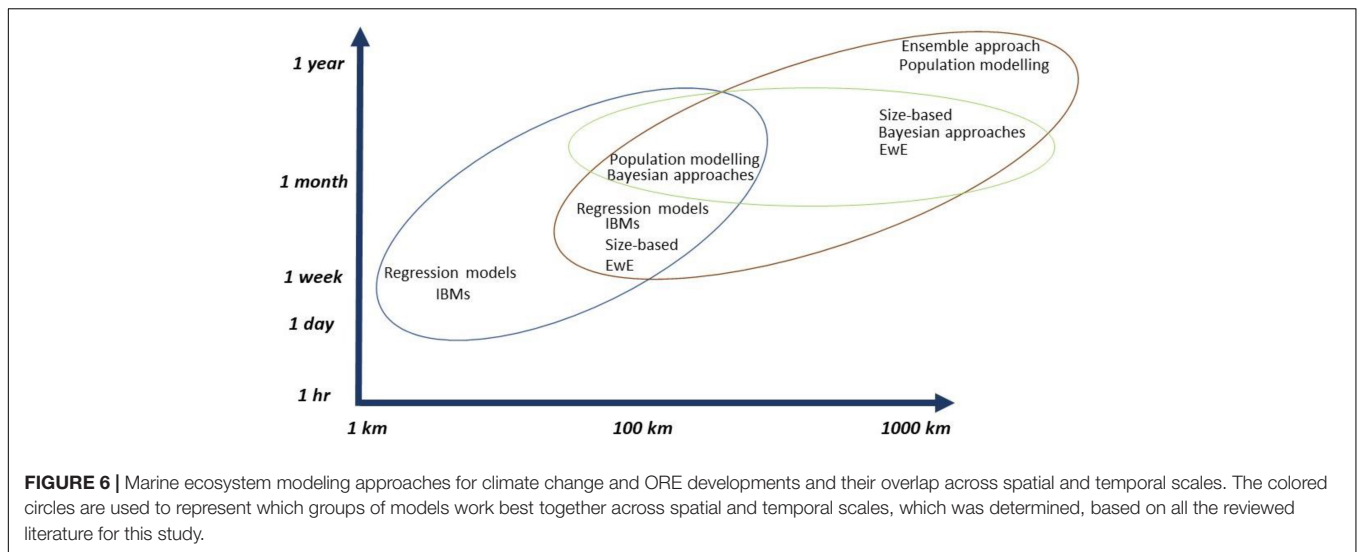 1 year
Ensemble approach
Population modelling
Size-based
Bayesian approaches
EwE
Population modelling
Bayesian approaches
1 month
Regression models
IBMs
Size-based
EwE
1 week
Regression models
IBMs
1 day
1 hr
1 km
100 km
1000 km
FIGURE 6 | Marine ecosystem modeling approaches for climate change and ORE developments and their overlap across spatial and temporal scales. The colored
circles are used to represent which groups of models work best together across spatial and temporal scales, which was determined, based on all the reviewed
literature for this study.